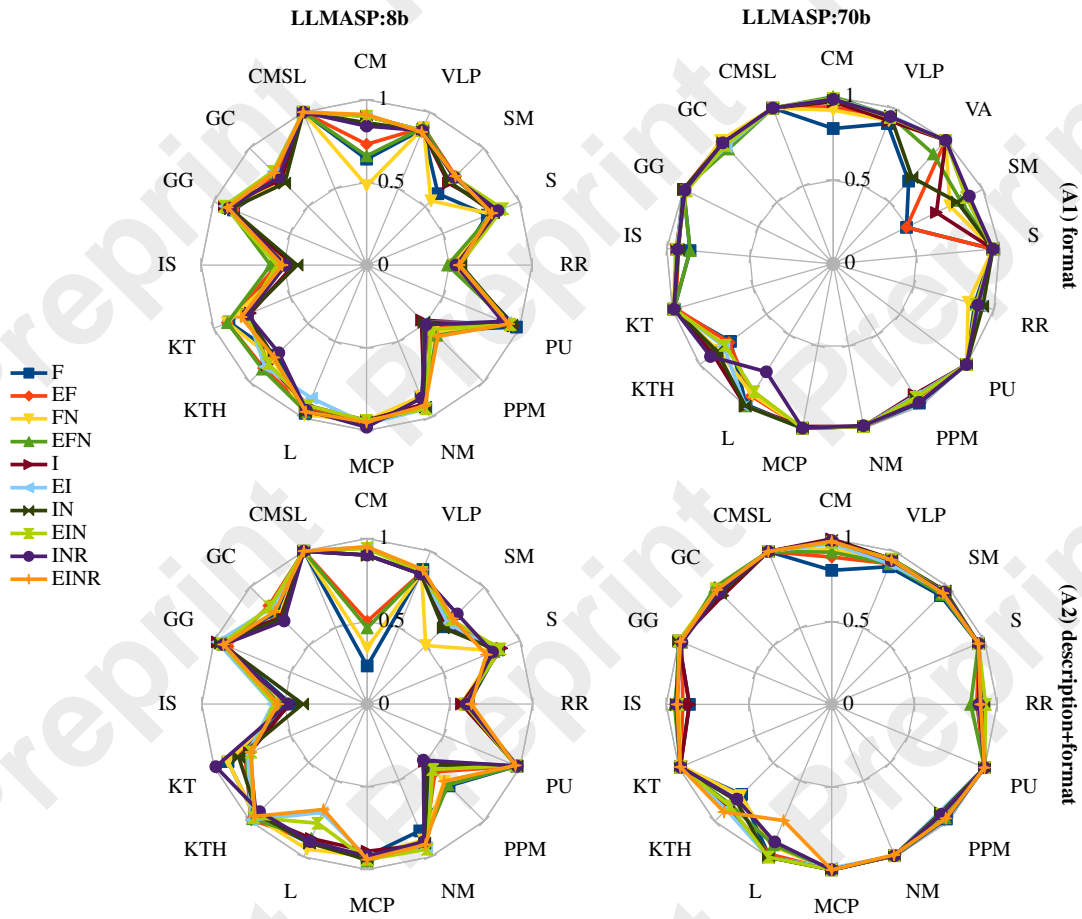 LLMASP:8b
LLMASP:70b
CM
VLP
SM
S
RR
PU
PPM
NM
MCP
L
KTH
KT
IS
GG
GC
CMSL
1
0.5
0
CM
VLP
VA
SM
S
RR
PU
PPM
NM
MCP
L
KTH
KT
IS
GG
GC
CMSL
1
0.5
0
(A1) format
F
EF
FN
EFN
I
EI
IN
EIN
INR
EINR
CM
VLP
SM
S
RR
PU
PPM
NM
MCP
L
KTH
KT
IS
GG
GC
CMSL
1
0.5
0
CM
VLP
SM
S
RR
PU
PPM
NM
MCP
L
KTH
KT
IS
GG
GC
CMSL
1
0.5
0
(A2) description+format
Preprint
Preprint
Preprint
Preprint